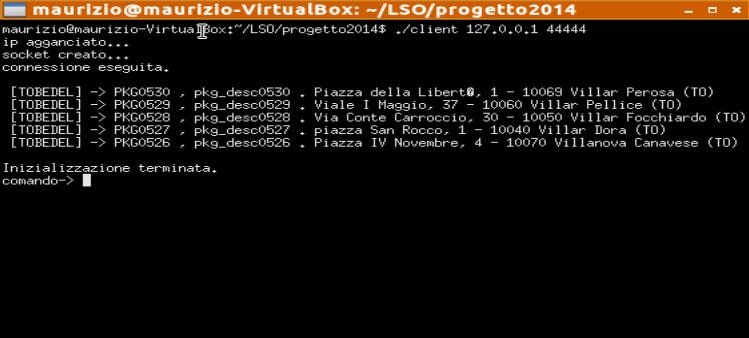 maurizio@maurizio-VirtualBox: ~/LSO/progetto2014
maurizio@maurizio-VirtualBox:~/LSO/progetto2014$ ./client 127.0.0.1 44444
ip agganciato...
socket creato...
connessione eseguita.
[TOBEDEL] -> PKG0530 , pkg_desc0530 . Piazza della Libert�, 1 - 10069 Villar Perosa (TO)
[TOBEDEL] -> PKG0529 , pkg_desc0529 . Viale I Maggio, 37 - 10060 Villar Pellice (TO)
[TOBEDEL] -> PKG0528 , pkg_desc0528 . Via Conte Carroccio, 30 - 10050 Villar Focchiardo (TO)
[TOBEDEL] -> PKG0527 , pkg_desc0527 . piazza San Rocco, 1 - 10040 Villar Dora (TO)
[TOBEDEL] -> PKG0526 , pkg_desc0526 . Piazza IV Novembre, 4 - 10070 Villanova Canavese (TO)
Inizializzazione terminata.
comando->